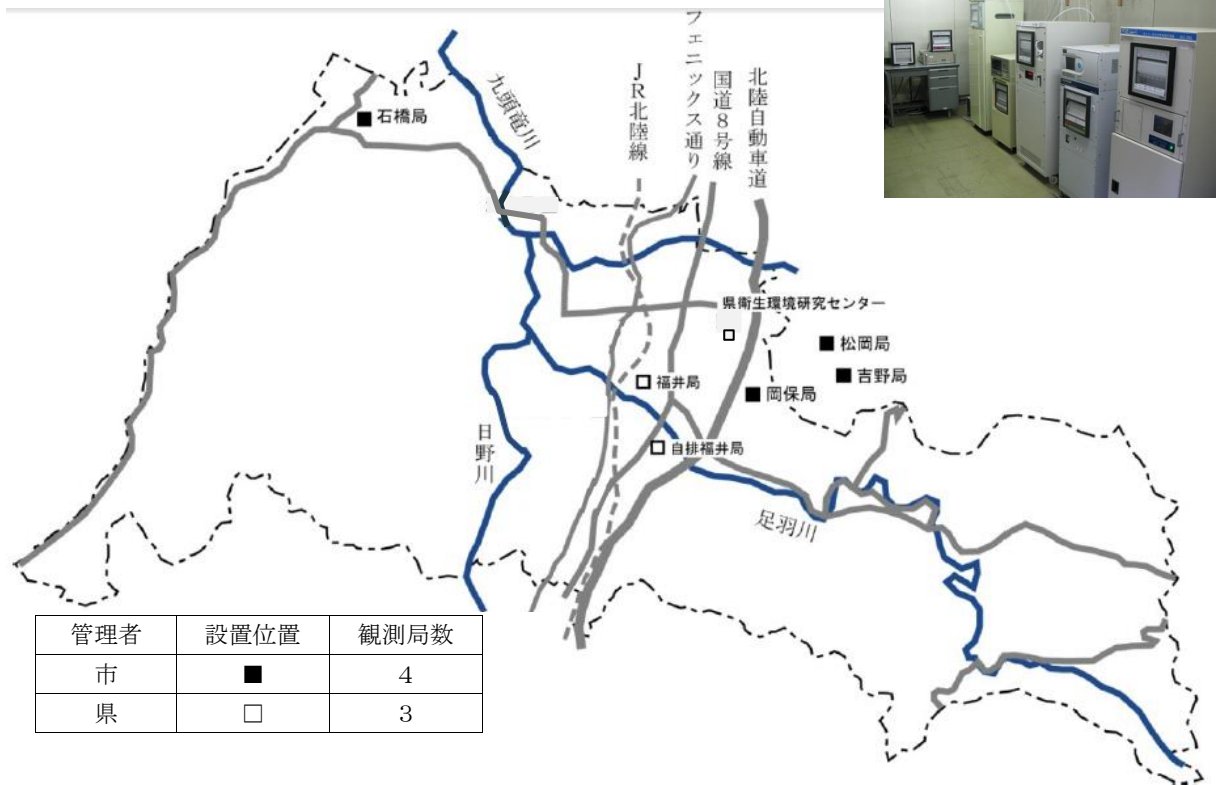 フェニックス通り
国道８号線
北陸自動車道
ＪＲ北陸線
九頭竜川
石橋局
県衛生環境研究センター
松岡局
吉野局
福井局
岡保局
自排福井局
日野川
足羽川
管理者 設置位置 観測局数
市 ■ ４
県 □ ３